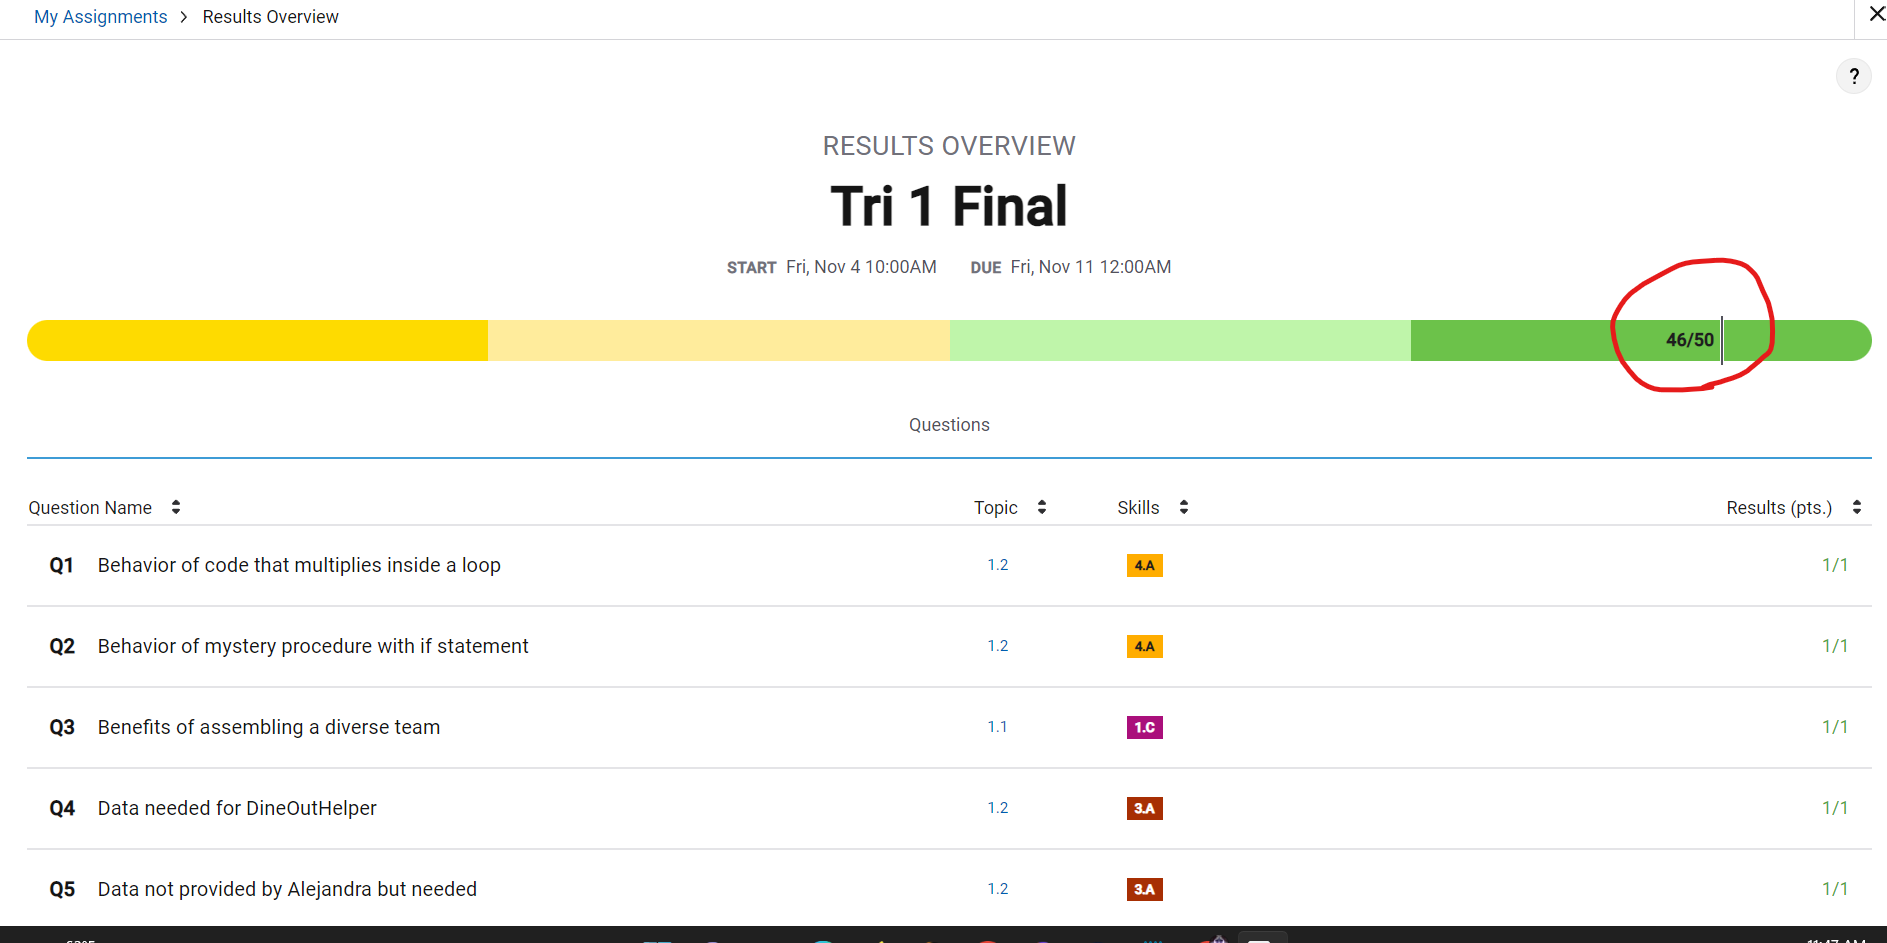 My Assignments > Results Overview
?
RESULTS OVERVIEW
Tri 1 Final
START Fri, Nov 4 10:00AM DUE Fri, Nov 11 12:00AM
46/50
Questions
Question Name Topic Skills Results (pts.)
Q1 Behavior of code that multiplies inside a loop 1.2 4.A 1/1
Q2 Behavior of mystery procedure with if statement 1.2 4.A 1/1
Q3 Benefits of assembling a diverse team 1.1 1.C 1/1
Q4 Data needed for DineOutHelper 1.2 3.A 1/1
Q5 Data not provided by Alejandra but needed 1.2 3.A 1/1